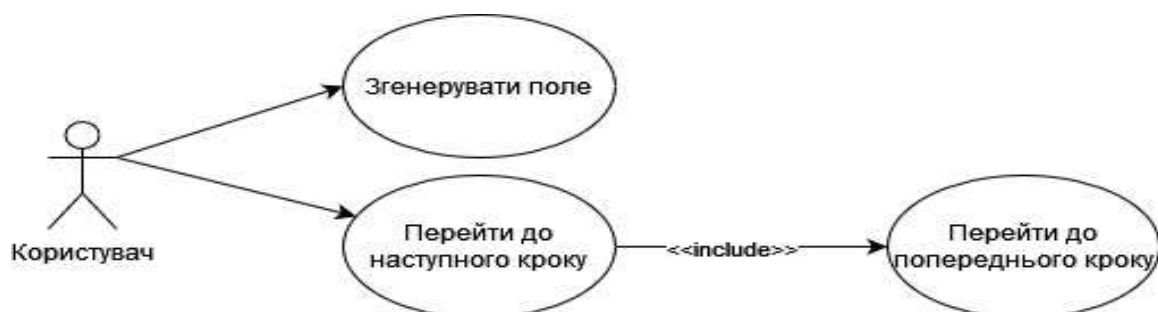 Згенерувати поле
Користувач
Перейти до
наступного кроку
<<include>>
Перейти до
попереднього кроку